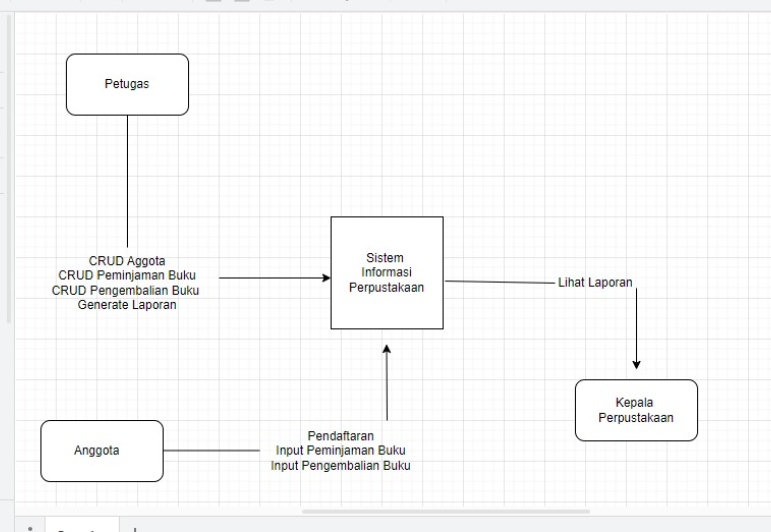 Petugas
CRUD Aggota
CRUD Peminjaman Buku
CRUD Pengembalian Buku
Generate Laporan
Sistem
Informasi
Perpustakaan
Lihat Laporan
Kepala
Perpustakaan
Anggota
Pendaftaran
Input Peminjaman Buku
Input Pengembalian Buku